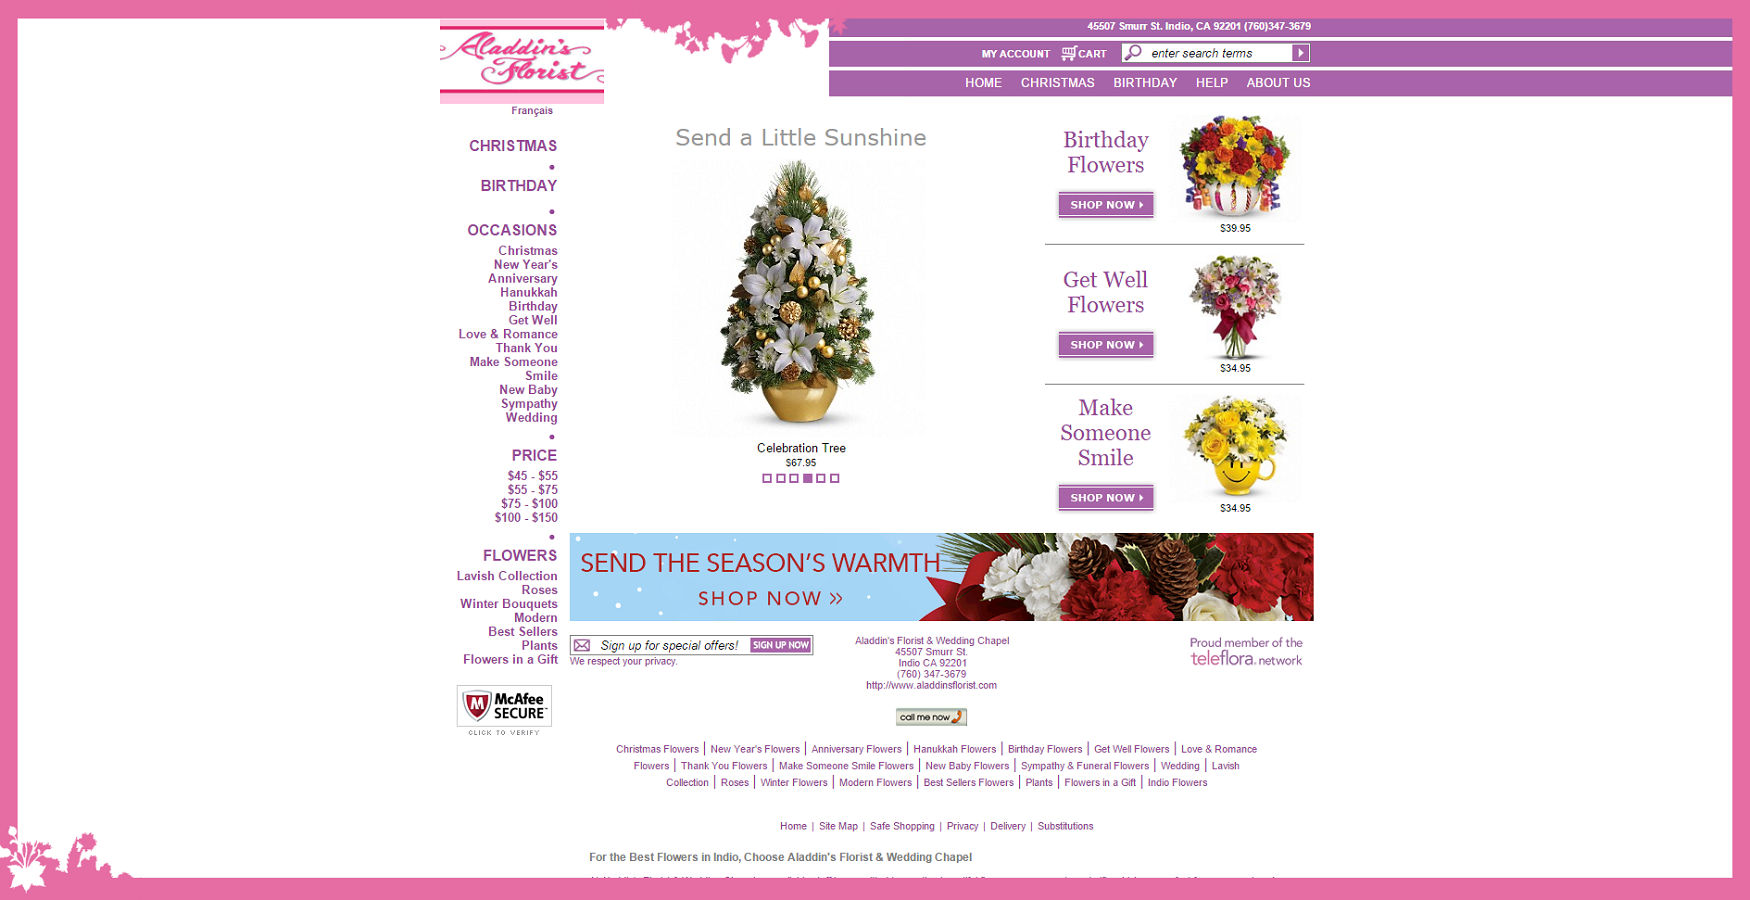 45507 Smurr St. Indio, CA 92201 (760)347-3679
Aladdin's
Florist
MY ACCOUNT CART enter search terms
HOME CHRISTMAS BIRTHDAY HELP ABOUT US
Français
CHRISTMAS
BIRTHDAY
OCCASIONS
Christmas
New Year's
Anniversary
Hanukkah
Birthday
Get Well
Love & Romance
Thank You
Make Someone
Smile
New Baby
Sympathy
Wedding
PRICE
$45 - $55
$55 - $75
$75 - $100
$100 - $150
FLOWERS
Lavish Collection
Roses
Winter Bouquets
Modern
Best Sellers
Plants
Flowers in a Gift
McAfee
SECURE™
CLICK TO VERIFY
Send a Little Sunshine
Celebration Tree
$67.95
Birthday
Flowers
SHOP NOW
$39.95
Get Well
Flowers
SHOP NOW
$34.95
Make
Someone
Smile
SHOP NOW
$34.95
SEND THE SEASON'S WARMTH
SHOP NOW »
Sign up for special offers! SIGN UP NOW
We respect your privacy.
Aladdin's Florist & Wedding Chapel
45507 Smurr St.
Indio CA 92201
(760) 347-3679
http://www.aladdinsflorist.com
Proud member of the
teleflora. network
call me now
Christmas Flowers | New Year's Flowers | Anniversary Flowers | Hanukkah Flowers | Birthday Flowers | Get Well Flowers | Love & Romance
Flowers | Thank You Flowers | Make Someone Smile Flowers | New Baby Flowers | Sympathy & Funeral Flowers | Wedding | Lavish
Collection | Roses | Winter Flowers | Modern Flowers | Best Sellers Flowers | Plants | Flowers in a Gift | Indio Flowers
Home | Site Map | Safe Shopping | Privacy | Delivery | Substitutions
For the Best Flowers in Indio, Choose Aladdin's Florist & Wedding Chapel